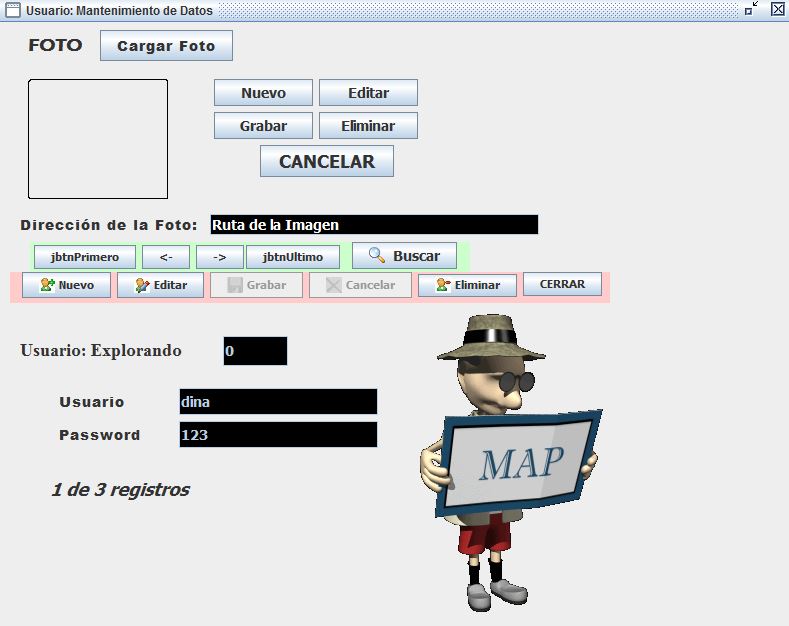 Usuario: Mantenimiento de Datos
FOTO Cargar Foto
Nuevo Editar
Grabar Eliminar
CANCELAR
Dirección de la Foto: Ruta de la Imagen
jbtnPrimero <- -> jbtnUltimo Buscar
Nuevo Editar Grabar Cancelar Eliminar CERRAR
Usuario: Explorando 0
Usuario dina
Password 123
MAP
1 de 3 registros